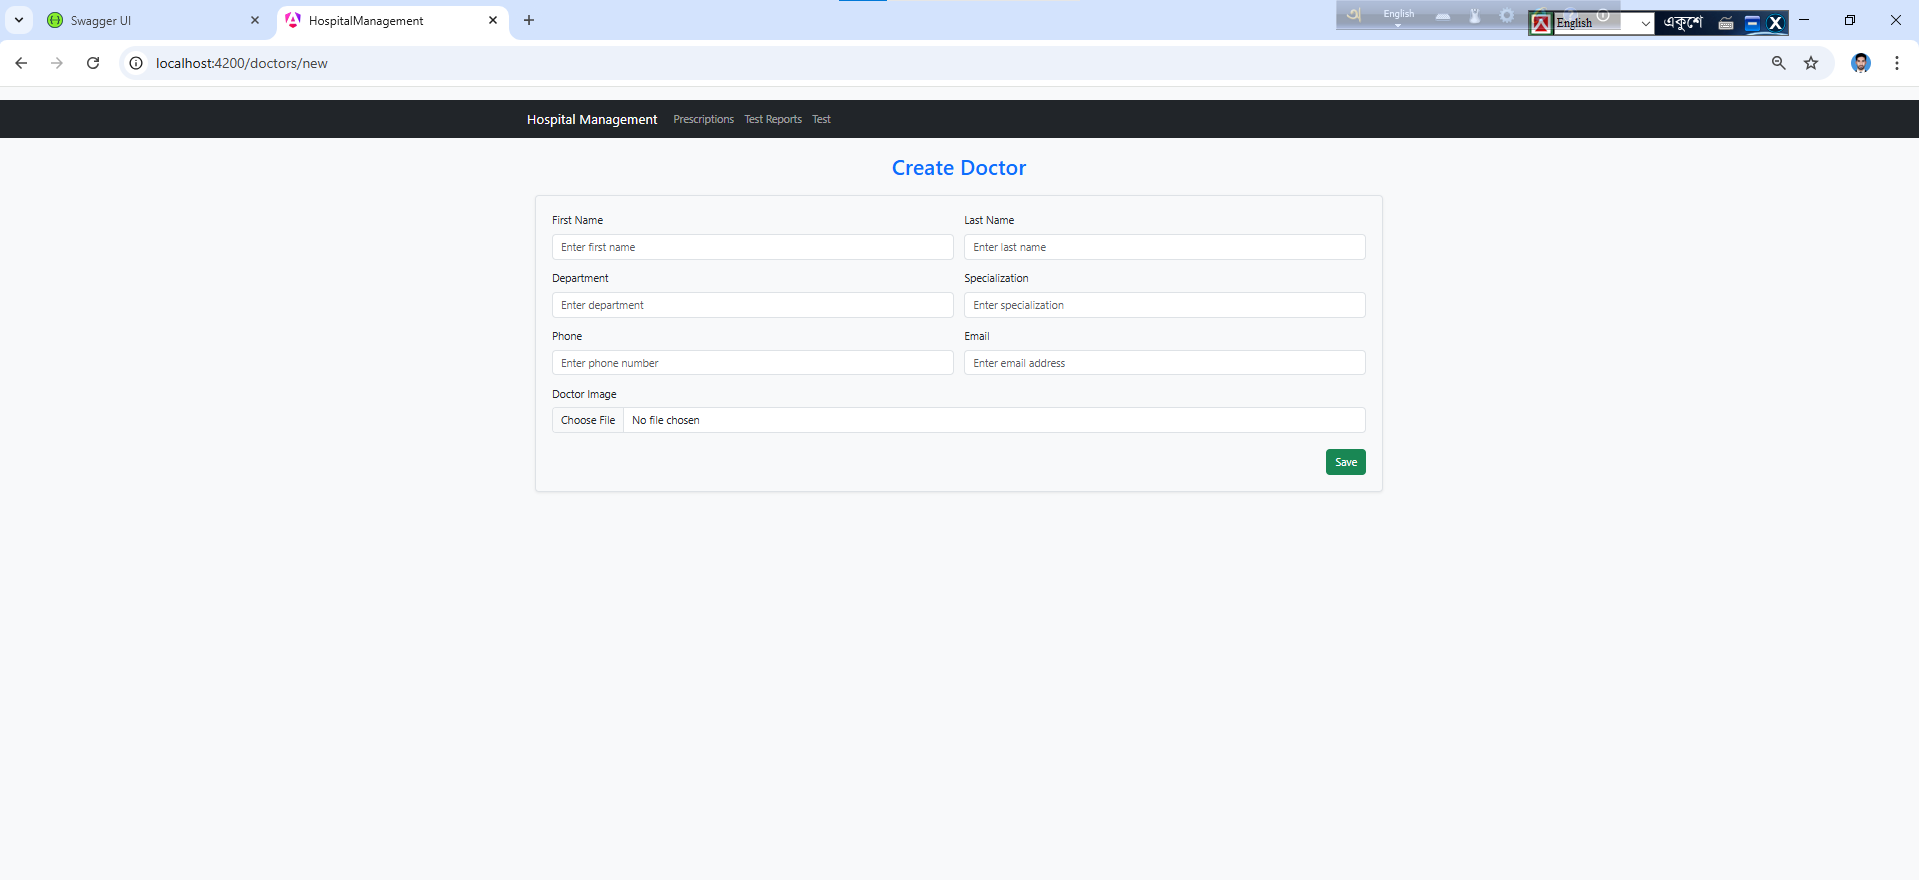 Swagger UI
HospitalManagement
English
English
একুশে
localhost:4200/doctors/new
Hospital Management Prescriptions Test Reports Test
Create Doctor
First Name
Last Name
Enter first name
Enter last name
Department
Specialization
Enter department
Enter specialization
Phone
Email
Enter phone number
Enter email address
Doctor Image
Choose File No file chosen
Save